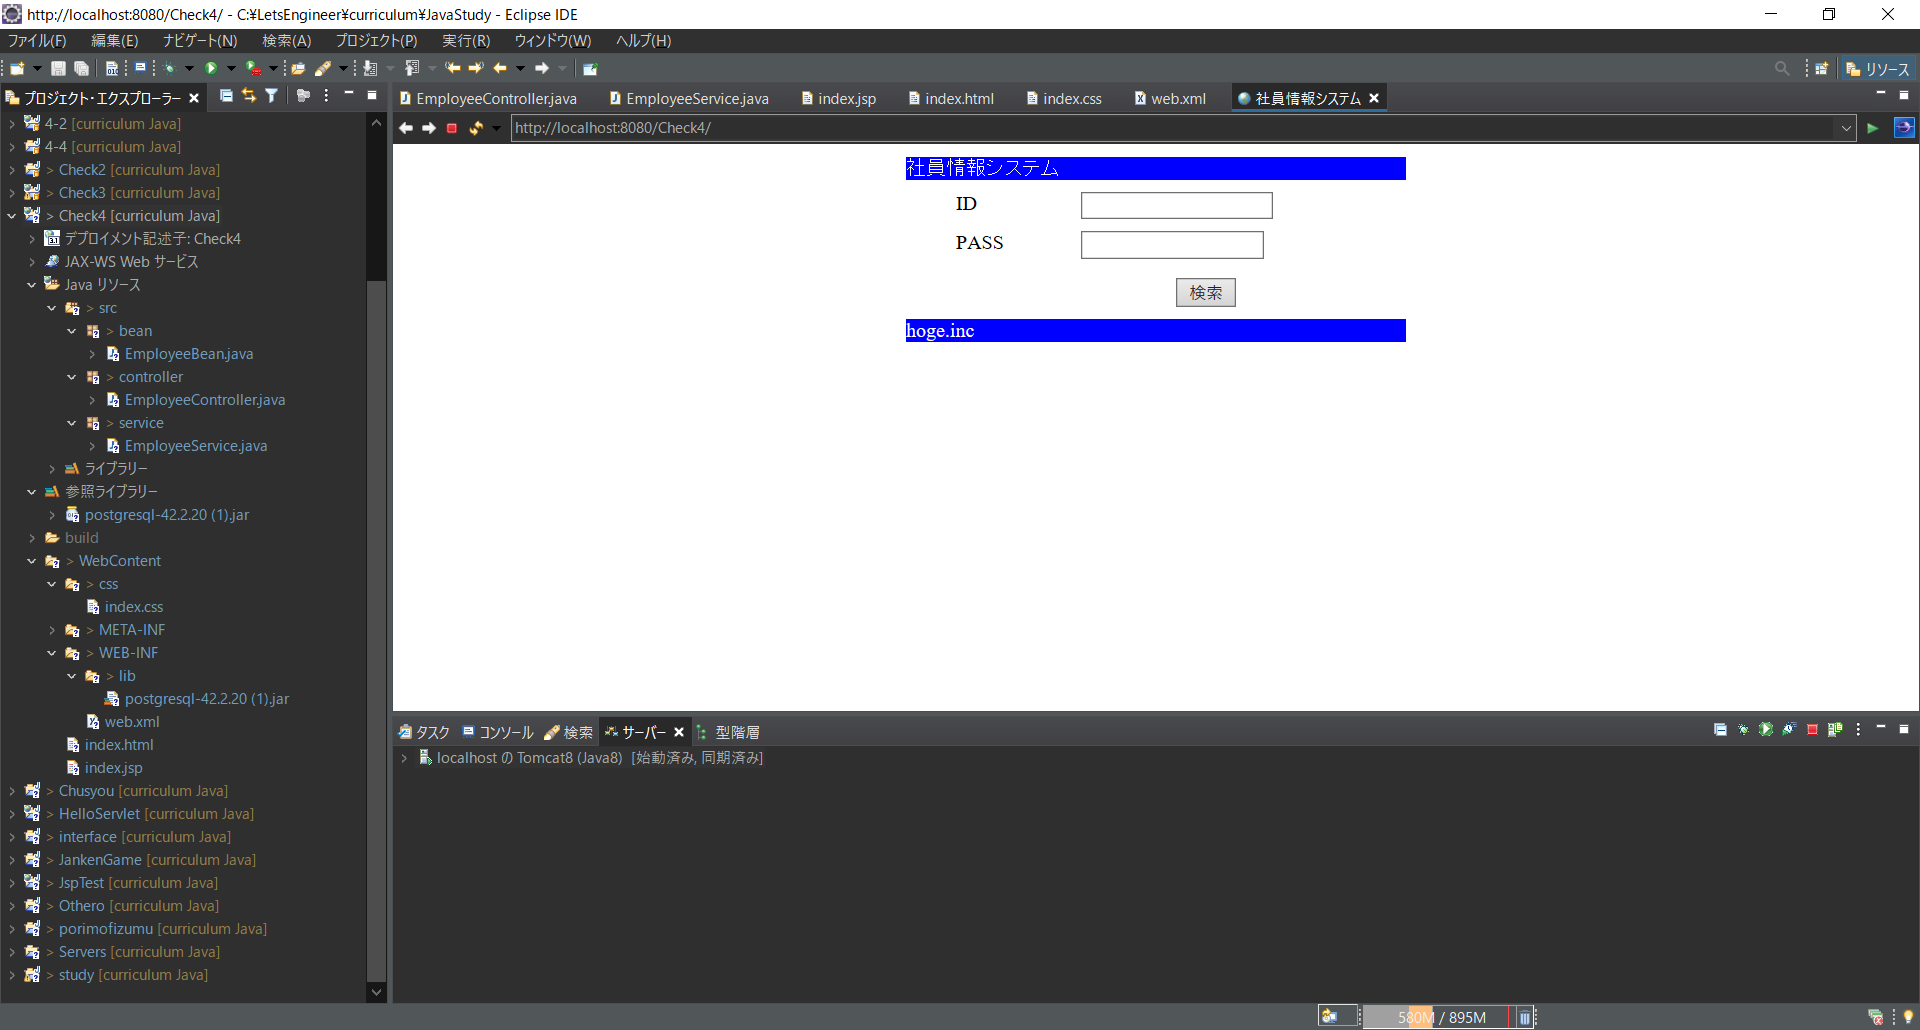 http://localhost:8080/Check4/ - C:¥LetsEngineer¥curriculum¥JavaStudy - Eclipse IDE
ファイル(F) 編集(E) ナビゲート(N) 検索(A) プロジェクト(P) 実行(R) ウィンドウ(W) ヘルプ(H)
リソース
プロジェクト・エクスプローラー
EmployeeController.java EmployeeService.java index.jsp index.html index.css web.xml 社員情報システム
http://localhost:8080/Check4/
4-2 [curriculum Java]
4-4 [curriculum Java]
> Check2 [curriculum Java]
> Check3 [curriculum Java]
> Check4 [curriculum Java]
デプロイメント記述子: Check4
JAX-WS Web サービス
Java リソース
> src
> bean
EmployeeBean.java
> controller
EmployeeController.java
> service
EmployeeService.java
ライブラリー
参照ライブラリー
postgresql-42.2.20 (1).jar
build
> WebContent
> css
index.css
> META-INF
> WEB-INF
> lib
postgresql-42.2.20 (1).jar
web.xml
index.html
index.jsp
> Chusyou [curriculum Java]
> HelloServlet [curriculum Java]
> interface [curriculum Java]
> JankenGame [curriculum Java]
> JspTest [curriculum Java]
> Othero [curriculum Java]
> porimofizumu [curriculum Java]
> Servers [curriculum Java]
> study [curriculum Java]
社員情報システム
ID
PASS
検索
hoge.inc
タスク コンソール 検索 サーバー 型階層
localhost の Tomcat8 (Java8) [始動済み, 同期済み]
580M / 895M